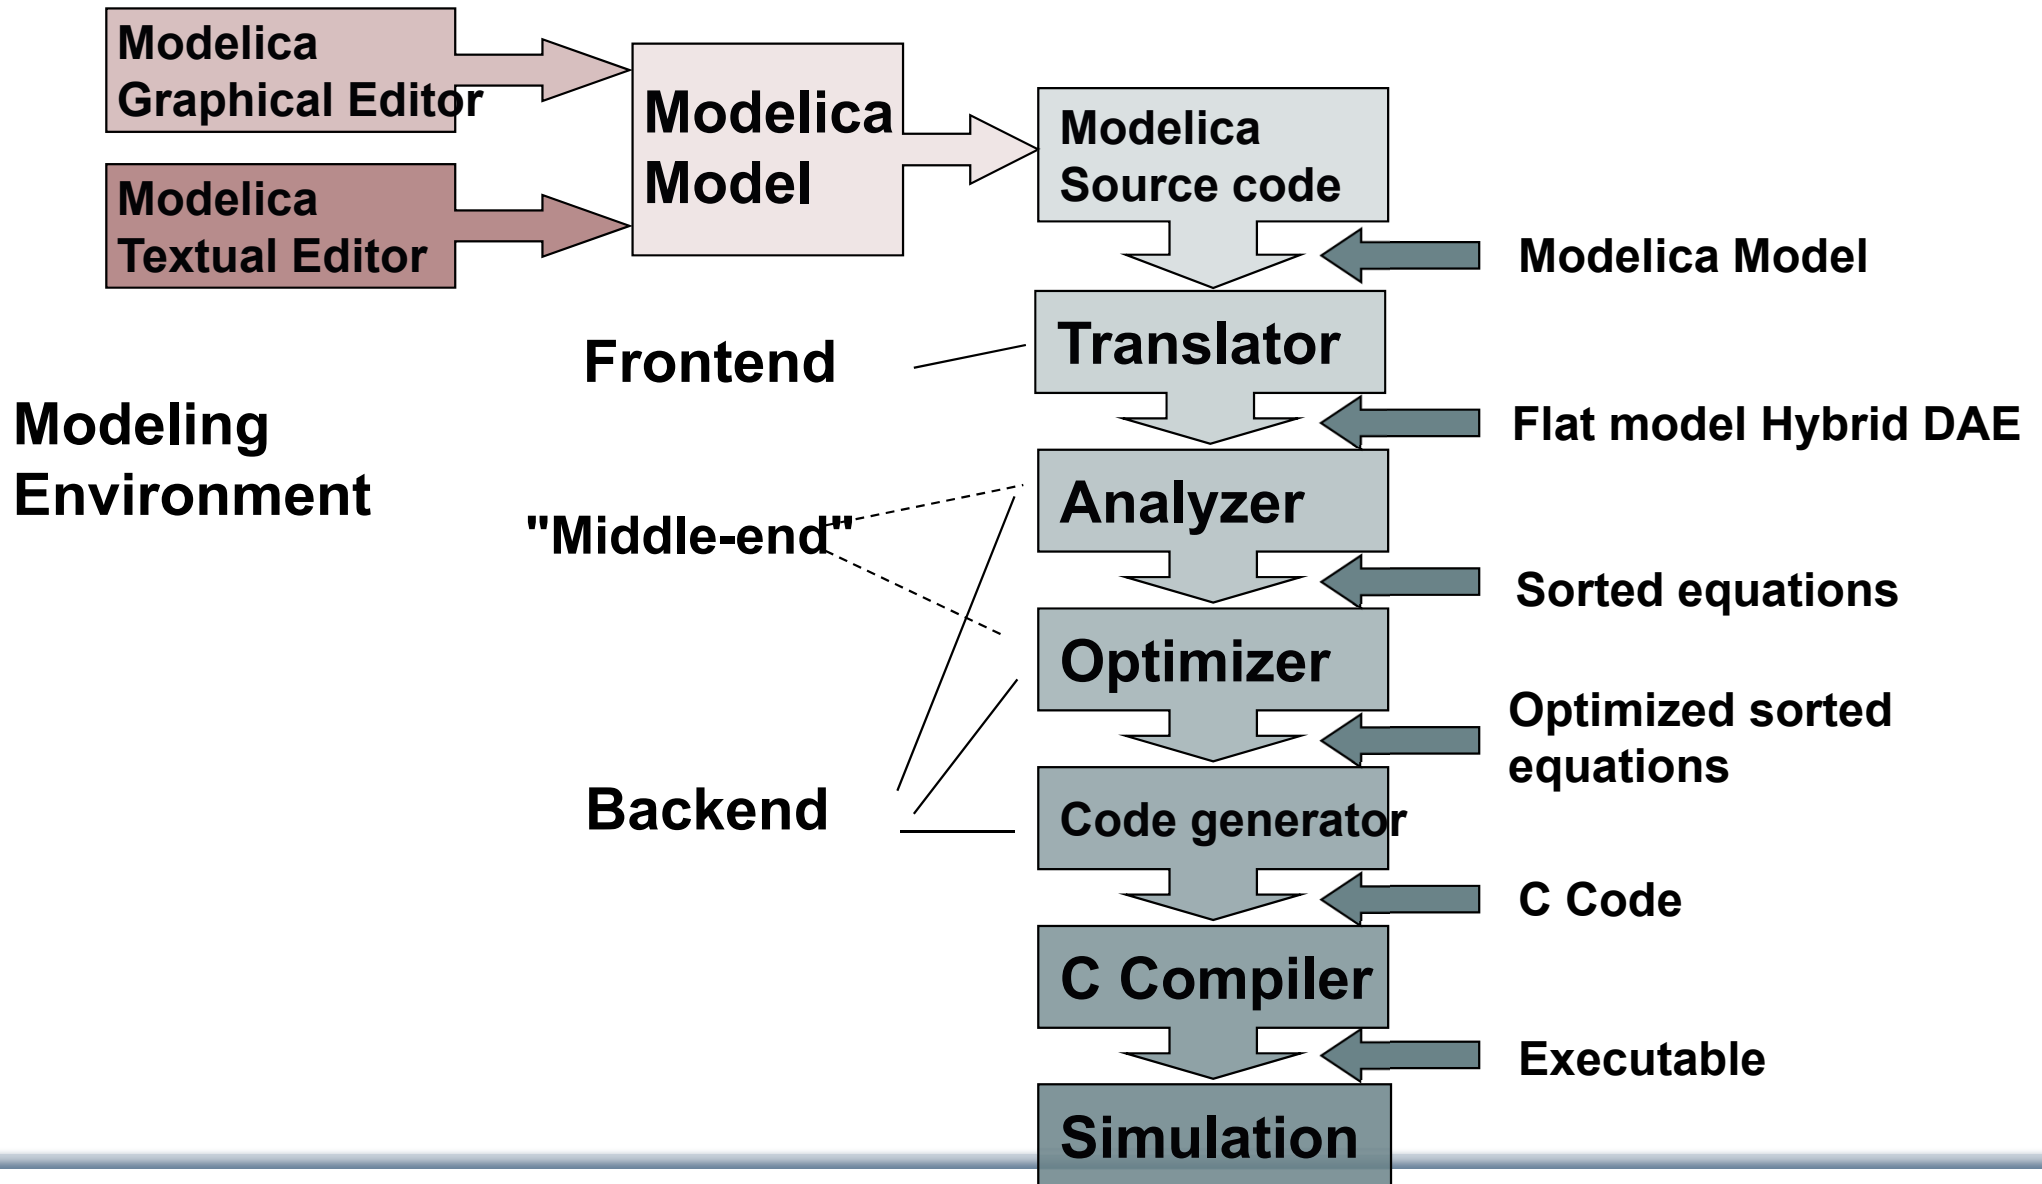 Modelica
Graphical Editor
Modelica
Textual Editor
Modelica
Model
Modelica
Source code
Modelica Model
Translator
Frontend
Flat model Hybrid DAE
Modeling
Environment
Analyzer
"Middle-end"
Sorted equations
Optimizer
Optimized sorted
equations
Backend
Code generator
C Code
C Compiler
Executable
Simulation